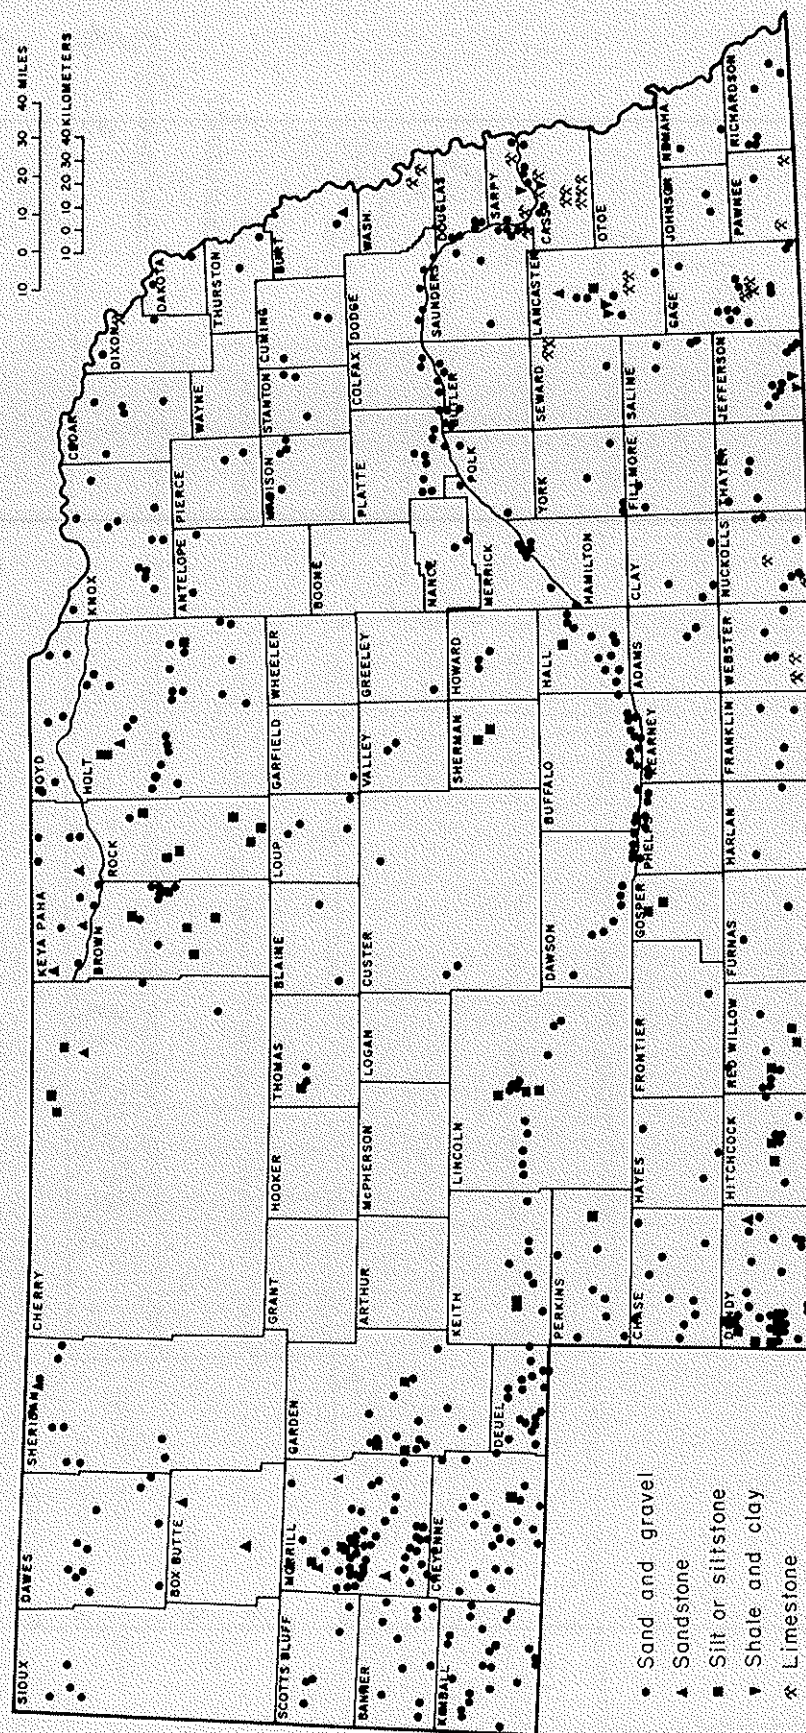 10 0 10 20 30 40 MILES
10 0 10 20 30 40 KILOMETERS
SIOUX
DAWES
SHERIDAN
CHERRY
KEYA PAHA
BOYD
BROWN
ROCK
HOLT
KNOX
CEDAR
DIXON
DAKOTA
BOX BUTTE
ANTELOPE
PIERCE
WAYNE
THURSTON
SCOTTS BLUFF
MORRILL
GARDEN
GRANT
HOOKER
THOMAS
BLAINE
LOUP
GARFIELD
WHEELER
BOONE
MADISON
STANTON
CUMING
BURT
BANNER
ARTHUR
McPHERSON
LOGAN
CUSTER
VALLEY
GREELEY
NANCE
PLATTE
COLFAX
DODGE
WASH
KIMBALL
CHEYENNE
DEUEL
KEITH
LINCOLN
SHERMAN
HOWARD
MERRICK
POLK
BUTLER
SAUNDERS
DOUGLAS
SARPY
PERKINS
DAWSON
BUFFALO
HALL
HAMILTON
YORK
SEWARD
LANCASTER
CASS
OTOE
CHASE
HAYES
FRONTIER
GOSPER
PHELPS
KEARNEY
ADAMS
CLAY
FILLMORE
SALINE
GAGE
JOHNSON
NEMAHA
DUNDY
HITCHCOCK
RED WILLOW
FURNAS
HARLAN
FRANKLIN
WEBSTER
NUCKOLLS
THAYER
JEFFERSON
PAWNEE
RICHARDSON
Sand and gravel
Sandstone
Silt or siltstone
Shale and clay
Limestone